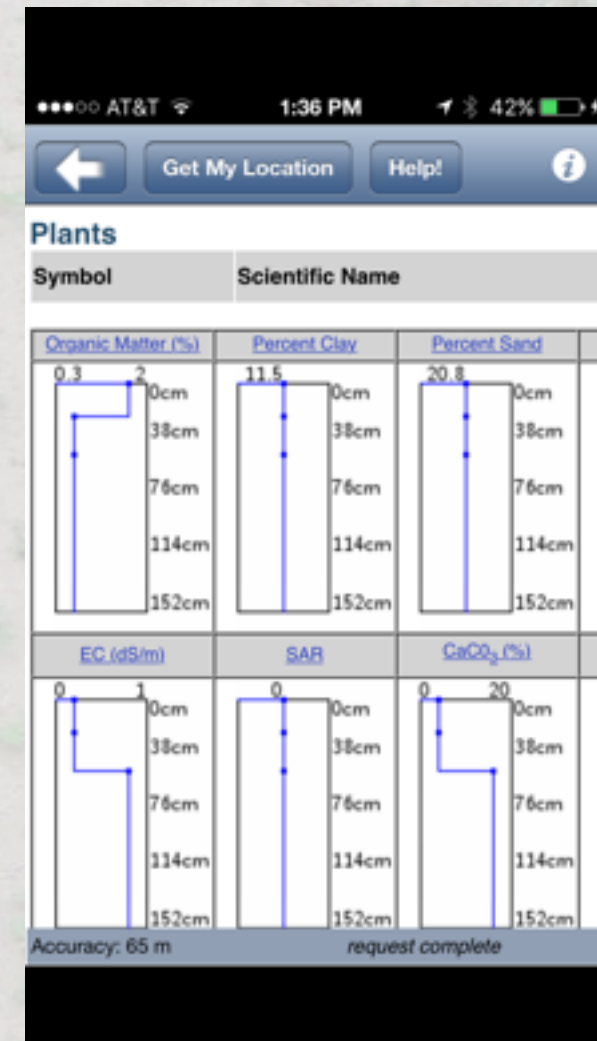 AT&T 1:36 PM 42%
Get My Location Help! i
Plants
Symbol Scientific Name
Organic Matter (%) Percent Clay Percent Sand
0.3 2 11.5 20.8
0cm 0cm 0cm
38cm 38cm 38cm
76cm 76cm 76cm
114cm 114cm 114cm
152cm 152cm 152cm
EC (dS/m) SAR CaCO₃ (%)
0 1 0 0 20
0cm 0cm 0cm
38cm 38cm 38cm
76cm 76cm 76cm
114cm 114cm 114cm
152cm 152cm 152cm
Accuracy: 65 m request complete